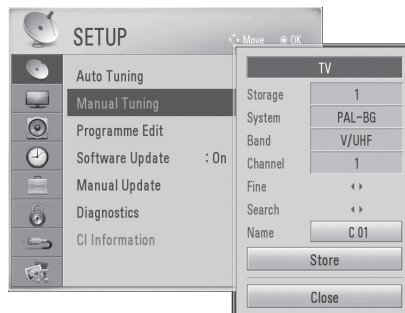 SETUP
Move OK
Auto Tuning
Manual Tuning
Programme Edit
Software Update : On
Manual Update
Diagnostics
CI Information
TV
Storage 1
System PAL-BG
Band V/UHF
Channel 1
Fine
Search
Name C 01
Store
Close